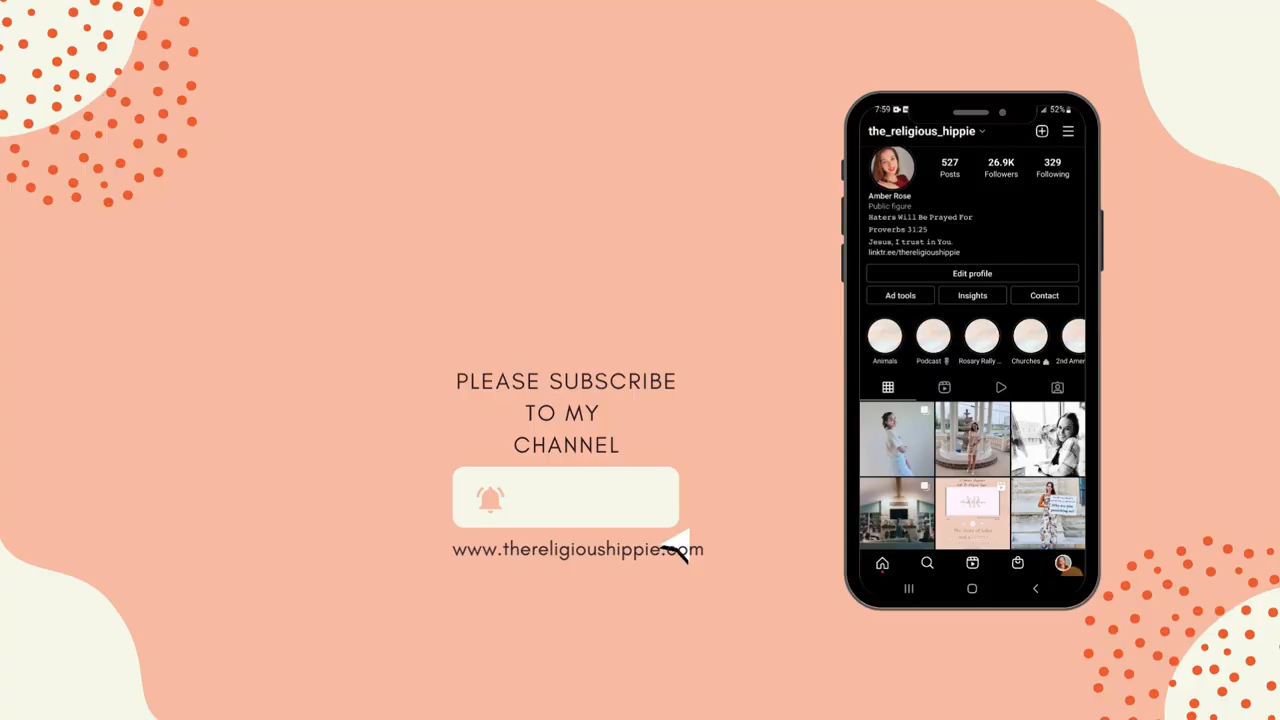 PLEASE SUBSCRIBE
TO MY
CHANNEL
www.thereligioushippie.com
7:59
52%
the_religious_hippie
527
26.9K
329
Posts
Followers
Following
Amber Rose
Public figure
Haters Will Be Prayed For
Proverbs 31:25
Jesus, I trust in You.
linktr.ee/thereligioushippie
Edit profile
Ad tools
Insights
Contact
Animals
Podcast
Rosary Rally ...
Churches
2nd Amer